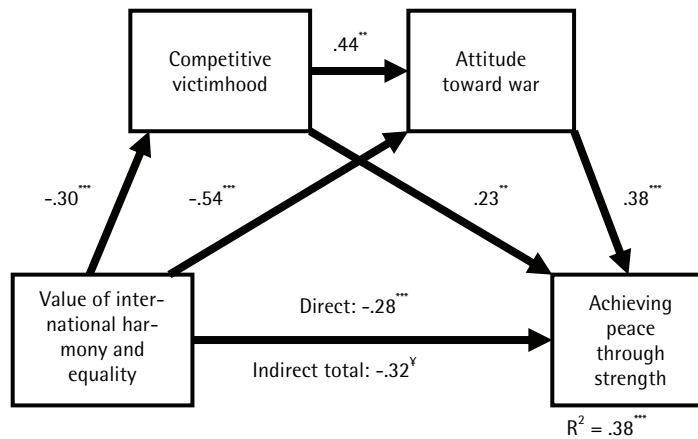 Competitive
victimhood
.44**
Attitude
toward war
-.30***
-.54***
.23**
.38***
Value of inter-
national har-
mony and
equality
Direct: -.28***
Indirect total: -.32¥
Achieving
peace
through
strength
R² = .38***